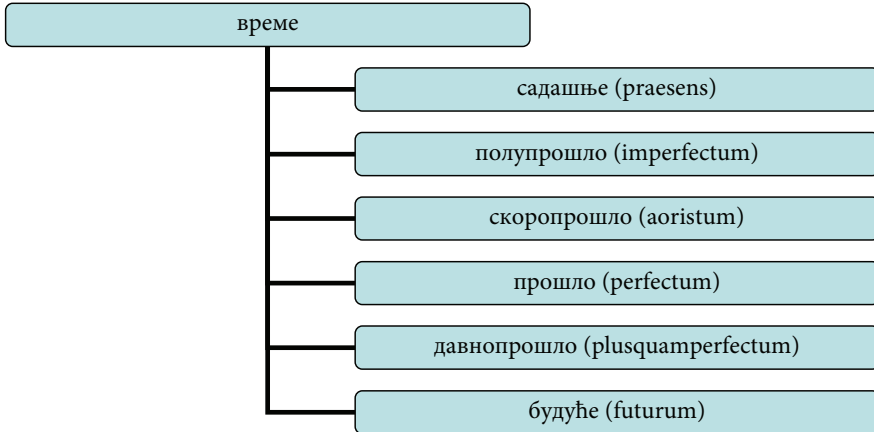 време
садашње (praesens)
полупрошло (imperfectum)
скоропрошло (aoristum)
прошло (perfectum)
давнопрошло (plusquamperfectum)
будуће (futurum)